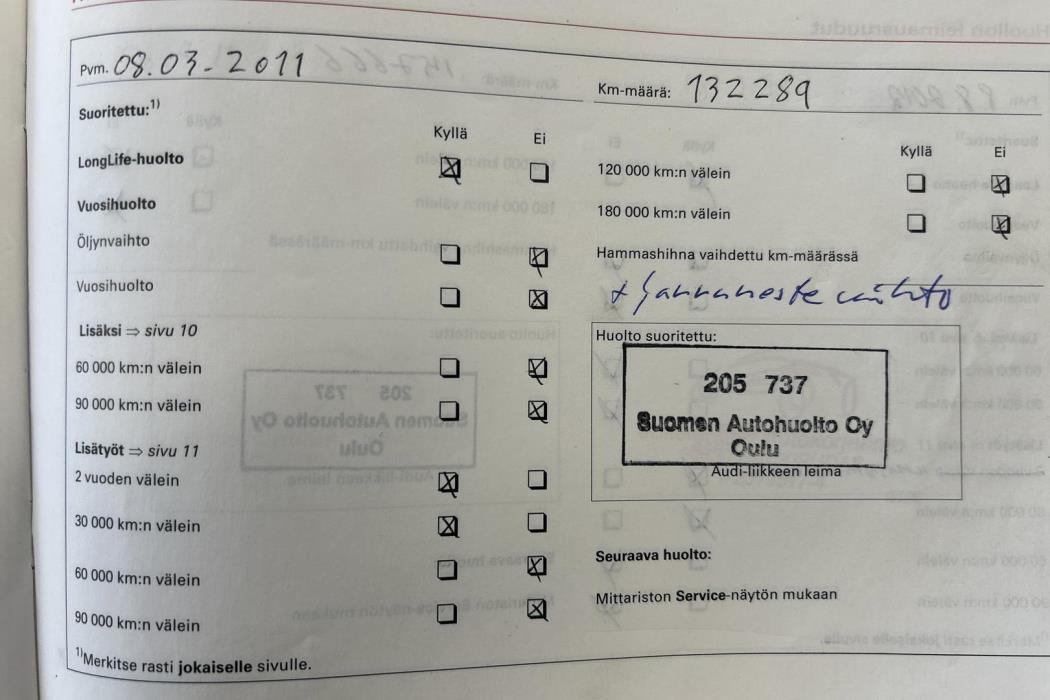 Pvm. 08.03-2011
Suoritettu:1)
Kyllä Ei
LongLife-huolto
Vuosihuolto
Öljynvaihto
Vuosihuolto
Lisäksi ⇒ sivu 10
60 000 km:n välein
90 000 km:n välein
Lisätyöt ⇒ sivu 11
2 vuoden välein
30 000 km:n välein
60 000 km:n välein
90 000 km:n välein
1)Merkitse rasti jokaiselle sivulle.
Km-määrä: 132289
Kyllä Ei
120 000 km:n välein
180 000 km:n välein
Hammashihna vaihdettu km-määrässä
+ Jarruneste vaihto
Huolto suoritettu:
205 737
Suomen Autohuolto Oy
Oulu
Audi-liikkeen leima
Seuraava huolto:
Mittariston Service-näytön mukaan